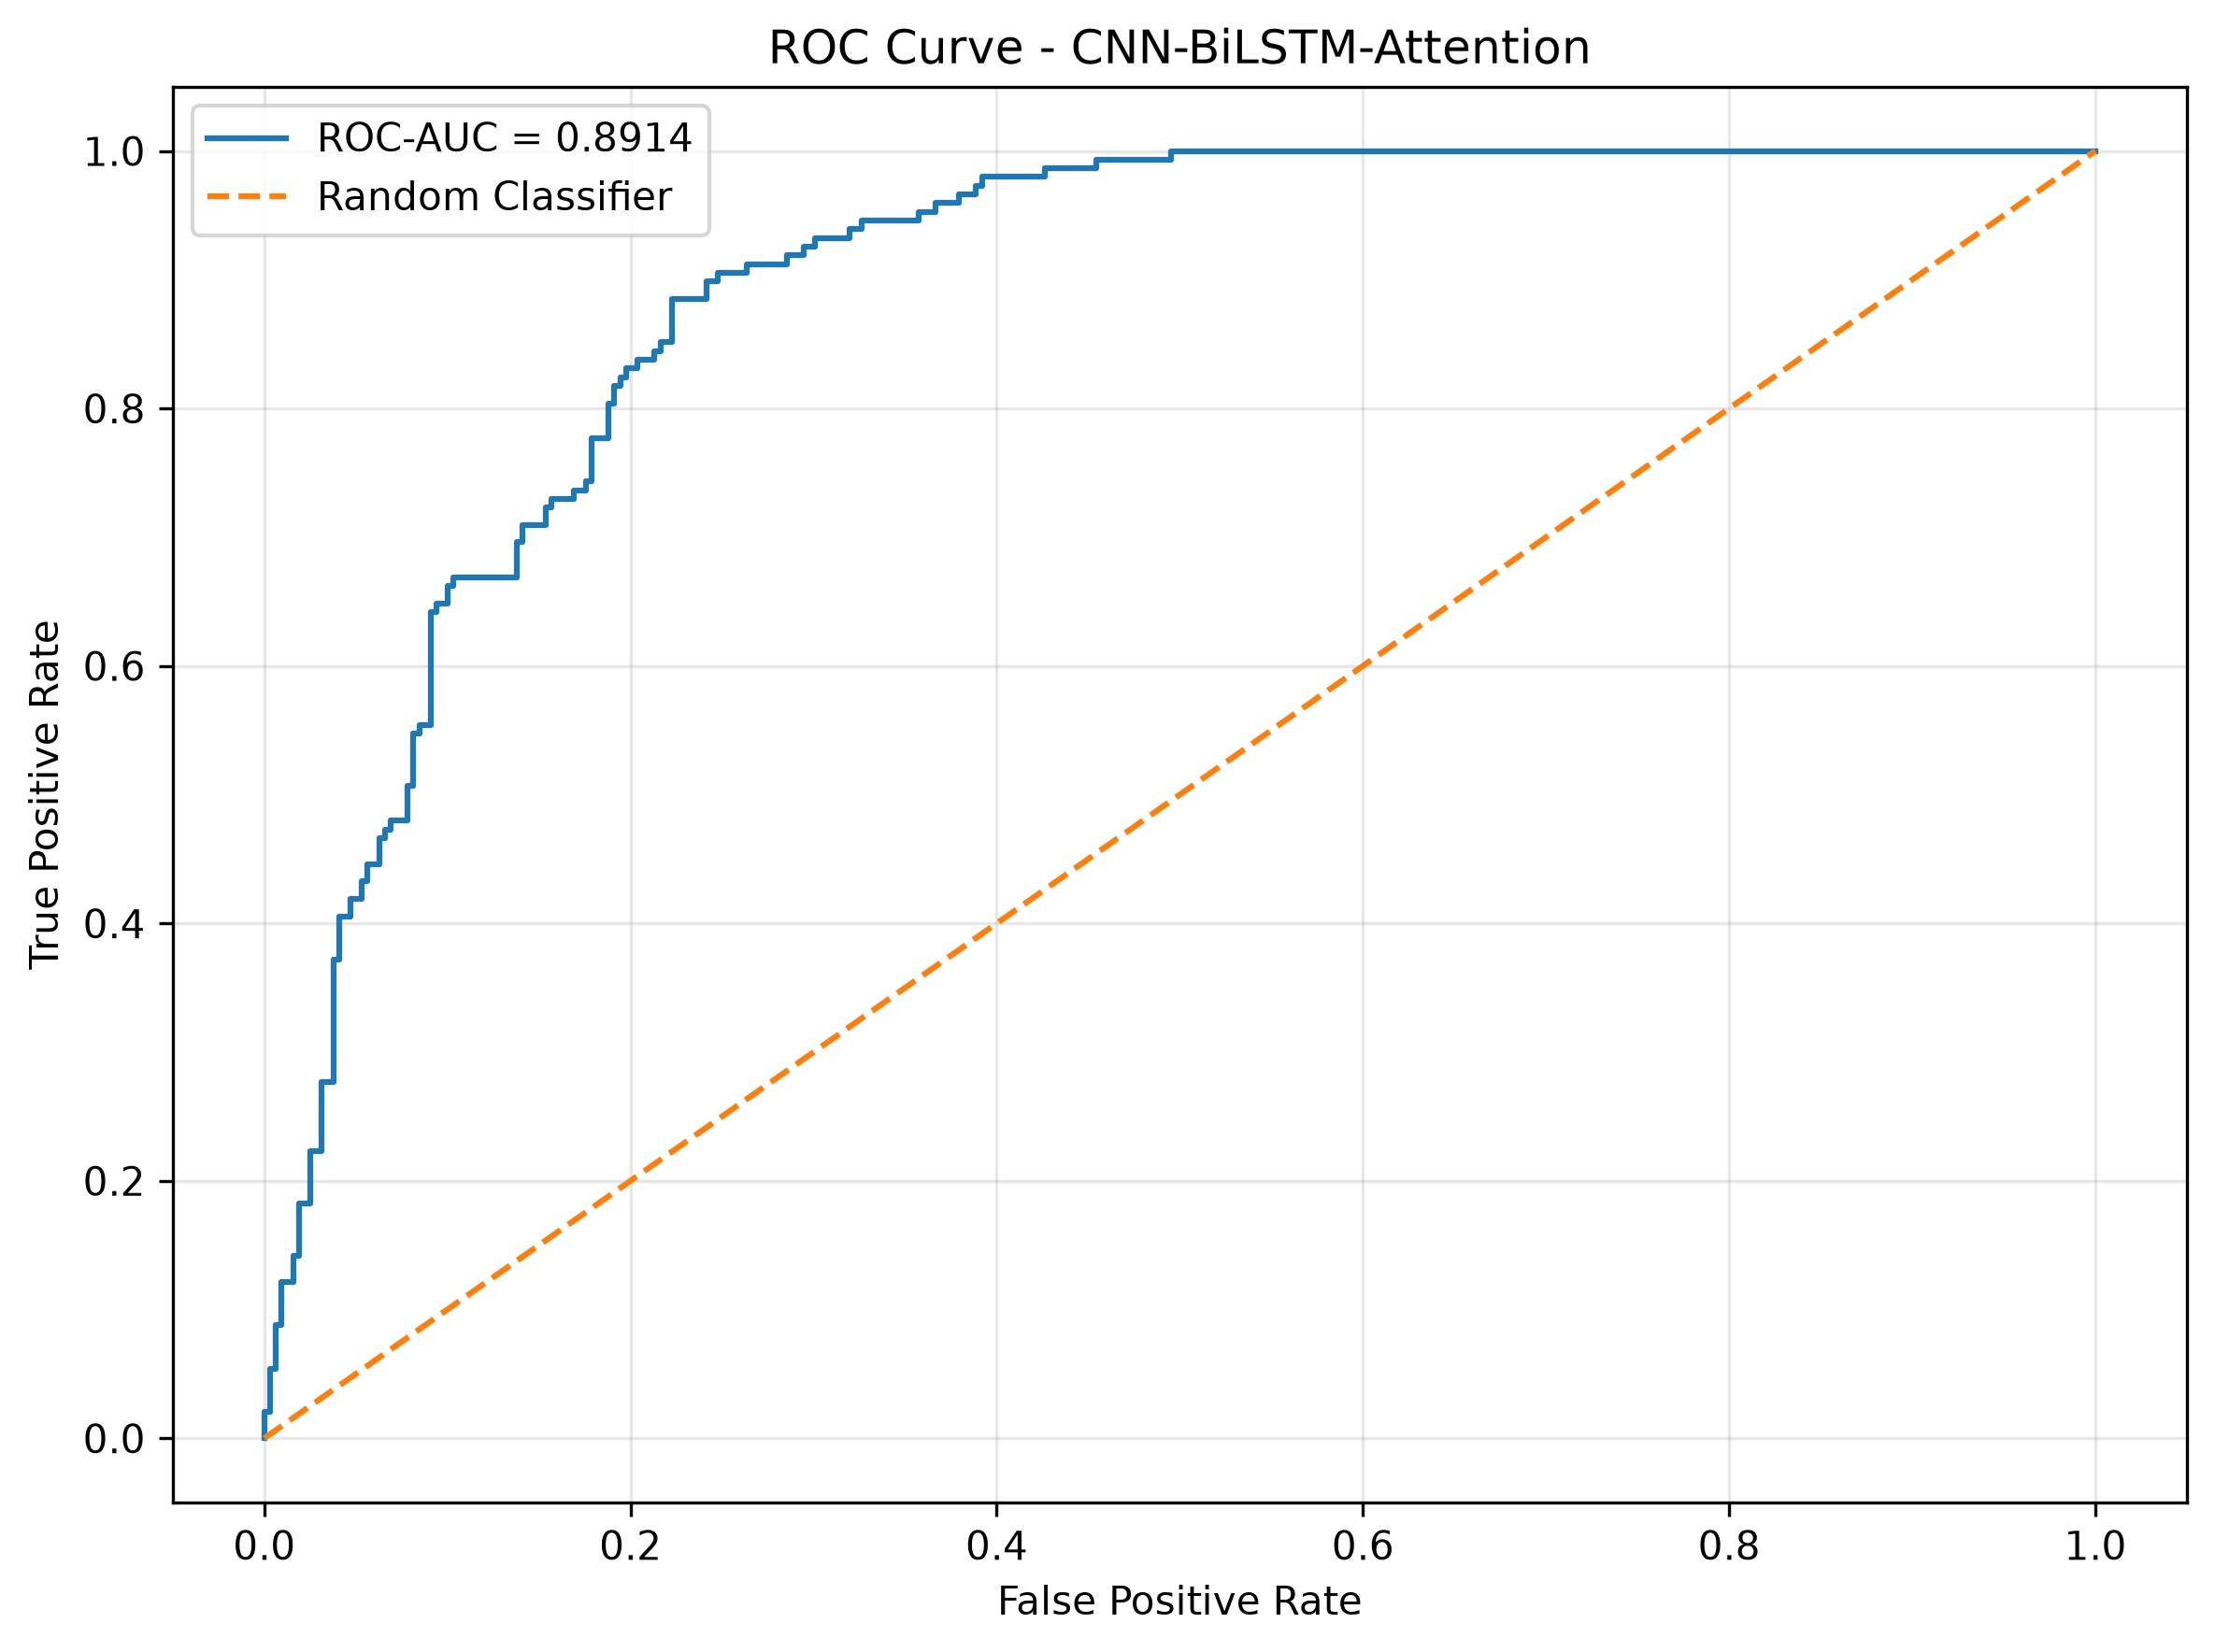 ROC Curve - CNN-BiLSTM-Attention
ROC-AUC = 0.8914
Random Classifier
1.0
0.8
0.6
0.4
0.2
0.0
True Positive Rate
0.0 0.2 0.4 0.6 0.8 1.0
False Positive Rate